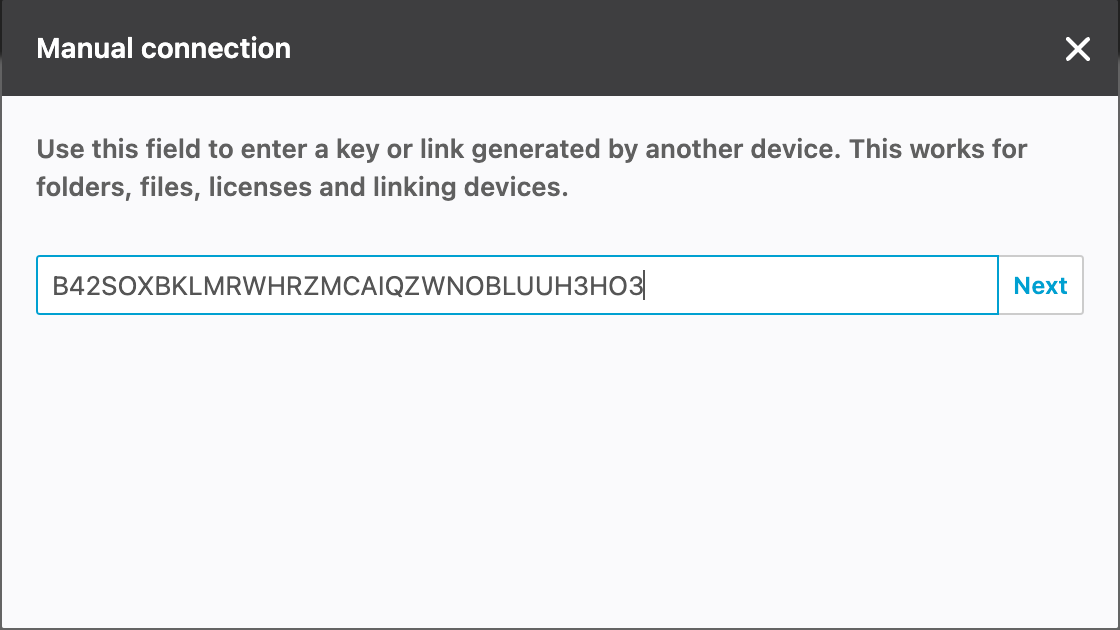 Manual connection
Use this field to enter a key or link generated by another device. This works for
folders, files, licenses and linking devices.
B42SOXBKLMRWHRZMCAIQZWNOBLUUH3HO3
Next